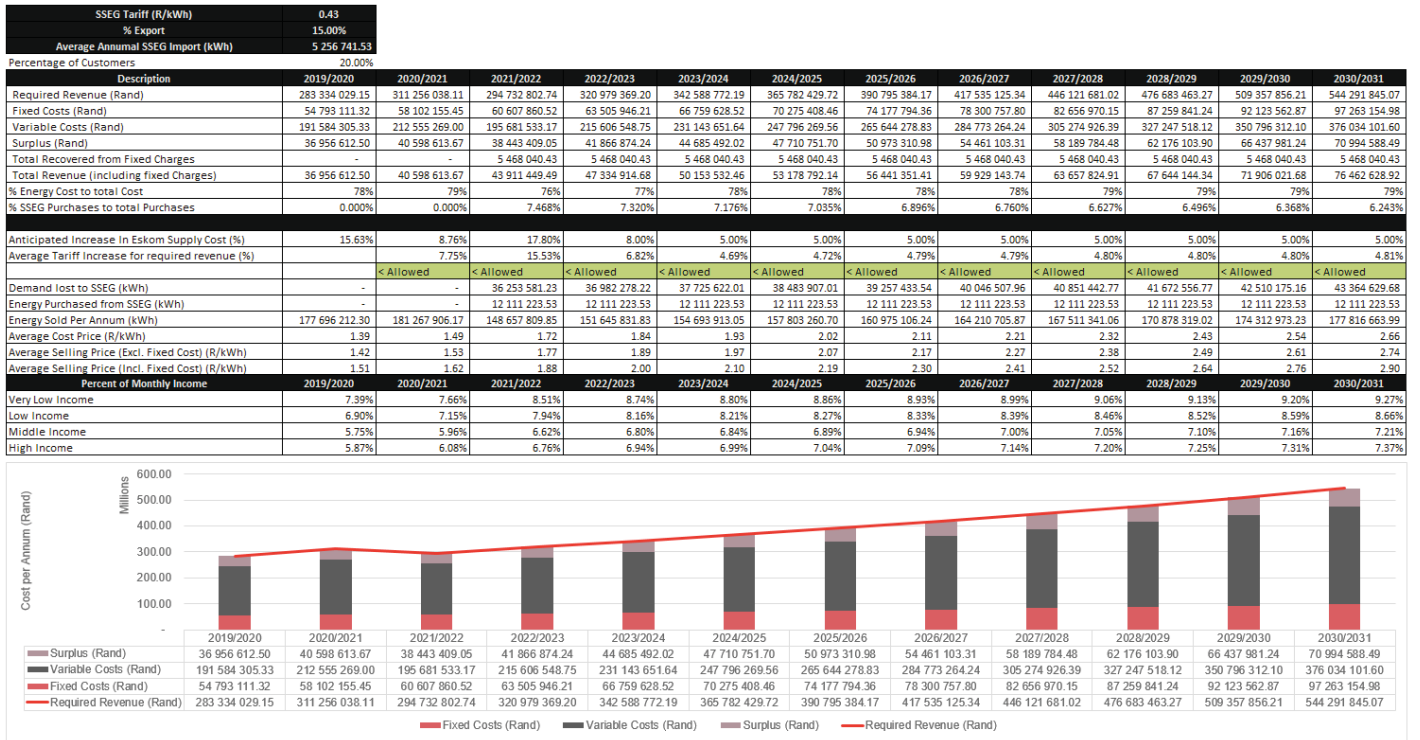 SSEG Tariff (R/kWh) 0.43
% Export 15.00%
Average Annumal SSEG Import (kWh) 5 256 741.53
Percentage of Customers 20.00%
Description 2019/2020 2020/2021 2021/2022 2022/2023 2023/2024 2024/2025 2025/2026 2026/2027 2027/2028 2028/2029 2029/2030 2030/2031
Required Revenue (Rand) 283 334 029.15 311 256 038.11 294 732 802.74 320 979 369.20 342 588 772.19 365 782 429.72 390 795 384.17 417 535 125.34 446 121 681.02 476 683 463.27 509 357 856.21 544 291 845.07
Fixed Costs (Rand) 54 793 111.32 58 102 155.45 60 607 860.52 63 505 946.21 66 759 628.52 70 275 408.46 74 177 794.36 78 300 757.80 82 656 970.15 87 259 841.24 92 123 562.87 97 263 154.98
Variable Costs (Rand) 191 584 305.33 212 555 269.00 195 681 533.17 215 606 548.75 231 143 651.64 247 796 269.56 265 644 278.83 284 773 264.24 305 274 926.39 327 247 518.12 350 796 312.10 376 034 101.60
Surplus (Rand) 36 956 612.50 40 598 613.67 38 443 409.05 41 866 874.24 44 685 492.02 47 710 751.70 50 973 310.98 54 461 103.31 58 189 784.48 62 176 103.90 66 437 981.24 70 994 588.49
Total Recovered from Fixed Charges - - 5 468 040.43 5 468 040.43 5 468 040.43 5 468 040.43 5 468 040.43 5 468 040.43 5 468 040.43 5 468 040.43 5 468 040.43 5 468 040.43
Total Revenue (including fixed Charges) 36 956 612.50 40 598 613.67 43 911 449.49 47 334 914.68 50 153 532.46 53 178 792.14 56 441 351.41 59 929 143.74 63 657 824.91 67 644 144.34 71 906 021.68 76 462 628.92
% Energy Cost to total Cost 78% 79% 76% 77% 78% 78% 78% 78% 79% 79% 79% 79%
% SSEG Purchases to total Purchases 0.000% 0.000% 7.468% 7.320% 7.176% 7.035% 6.896% 6.760% 6.627% 6.496% 6.368% 6.243%
Anticipated Increase In Eskom Supply Cost (%) 15.63% 8.76% 17.80% 8.00% 5.00% 5.00% 5.00% 5.00% 5.00% 5.00% 5.00% 5.00%
Average Tariff Increase for required revenue (%) 7.75% 15.53% 6.82% 4.69% 4.72% 4.79% 4.79% 4.80% 4.80% 4.80% 4.81%
< Allowed < Allowed < Allowed < Allowed < Allowed < Allowed < Allowed < Allowed < Allowed < Allowed < Allowed
Demand lost to SSEG (kWh) - - 36 253 581.23 36 982 278.22 37 725 622.01 38 483 907.01 39 257 433.54 40 046 507.96 40 851 442.77 41 672 556.77 42 510 175.16 43 364 629.68
Energy Purchased from SSEG (kWh) - - 12 111 223.53 12 111 223.53 12 111 223.53 12 111 223.53 12 111 223.53 12 111 223.53 12 111 223.53 12 111 223.53 12 111 223.53 12 111 223.53
Energy Sold Per Annum (kWh) 177 696 212.30 181 267 906.17 148 657 809.85 151 645 831.83 154 693 913.05 157 803 260.70 160 975 106.24 164 210 705.87 167 511 341.06 170 878 319.02 174 312 973.23 177 816 663.99
Average Cost Price (R/kWh) 1.39 1.49 1.72 1.84 1.93 2.02 2.11 2.21 2.32 2.43 2.54 2.66
Average Selling Price (Excl. Fixed Cost) (R/kWh) 1.42 1.53 1.77 1.89 1.97 2.07 2.17 2.27 2.38 2.49 2.61 2.74
Average Selling Price (Incl. Fixed Cost) (R/kWh) 1.51 1.62 1.88 2.00 2.10 2.19 2.30 2.41 2.52 2.64 2.76 2.90
Percent of Monthly Income 2019/2020 2020/2021 2021/2022 2022/2023 2023/2024 2024/2025 2025/2026 2026/2027 2027/2028 2028/2029 2029/2030 2030/2031
Very Low Income 7.39% 7.66% 8.51% 8.74% 8.80% 8.86% 8.93% 8.99% 9.06% 9.13% 9.20% 9.27%
Low Income 6.90% 7.15% 7.94% 8.16% 8.21% 8.27% 8.33% 8.39% 8.46% 8.52% 8.59% 8.66%
Middle Income 5.75% 5.96% 6.62% 6.80% 6.84% 6.89% 6.94% 7.00% 7.05% 7.10% 7.16% 7.21%
High Income 5.87% 6.08% 6.76% 6.94% 6.99% 7.04% 7.09% 7.14% 7.20% 7.25% 7.31% 7.37%
Cost per Annum (Rand)
Millions
600.00
500.00
400.00
300.00
200.00
100.00
-
2019/2020 2020/2021 2021/2022 2022/2023 2023/2024 2024/2025 2025/2026 2026/2027 2027/2028 2028/2029 2029/2030 2030/2031
Surplus (Rand) 36 956 612.50 40 598 613.67 38 443 409.05 41 866 874.24 44 685 492.02 47 710 751.70 50 973 310.98 54 461 103.31 58 189 784.48 62 176 103.90 66 437 981.24 70 994 588.49
Variable Costs (Rand) 191 584 305.33 212 555 269.00 195 681 533.17 215 606 548.75 231 143 651.64 247 796 269.56 265 644 278.83 284 773 264.24 305 274 926.39 327 247 518.12 350 796 312.10 376 034 101.60
Fixed Costs (Rand) 54 793 111.32 58 102 155.45 60 607 860.52 63 505 946.21 66 759 628.52 70 275 408.46 74 177 794.36 78 300 757.80 82 656 970.15 87 259 841.24 92 123 562.87 97 263 154.98
Required Revenue (Rand) 283 334 029.15 311 256 038.11 294 732 802.74 320 979 369.20 342 588 772.19 365 782 429.72 390 795 384.17 417 535 125.34 446 121 681.02 476 683 463.27 509 357 856.21 544 291 845.07
Fixed Costs (Rand) Variable Costs (Rand) Surplus (Rand) Required Revenue (Rand)